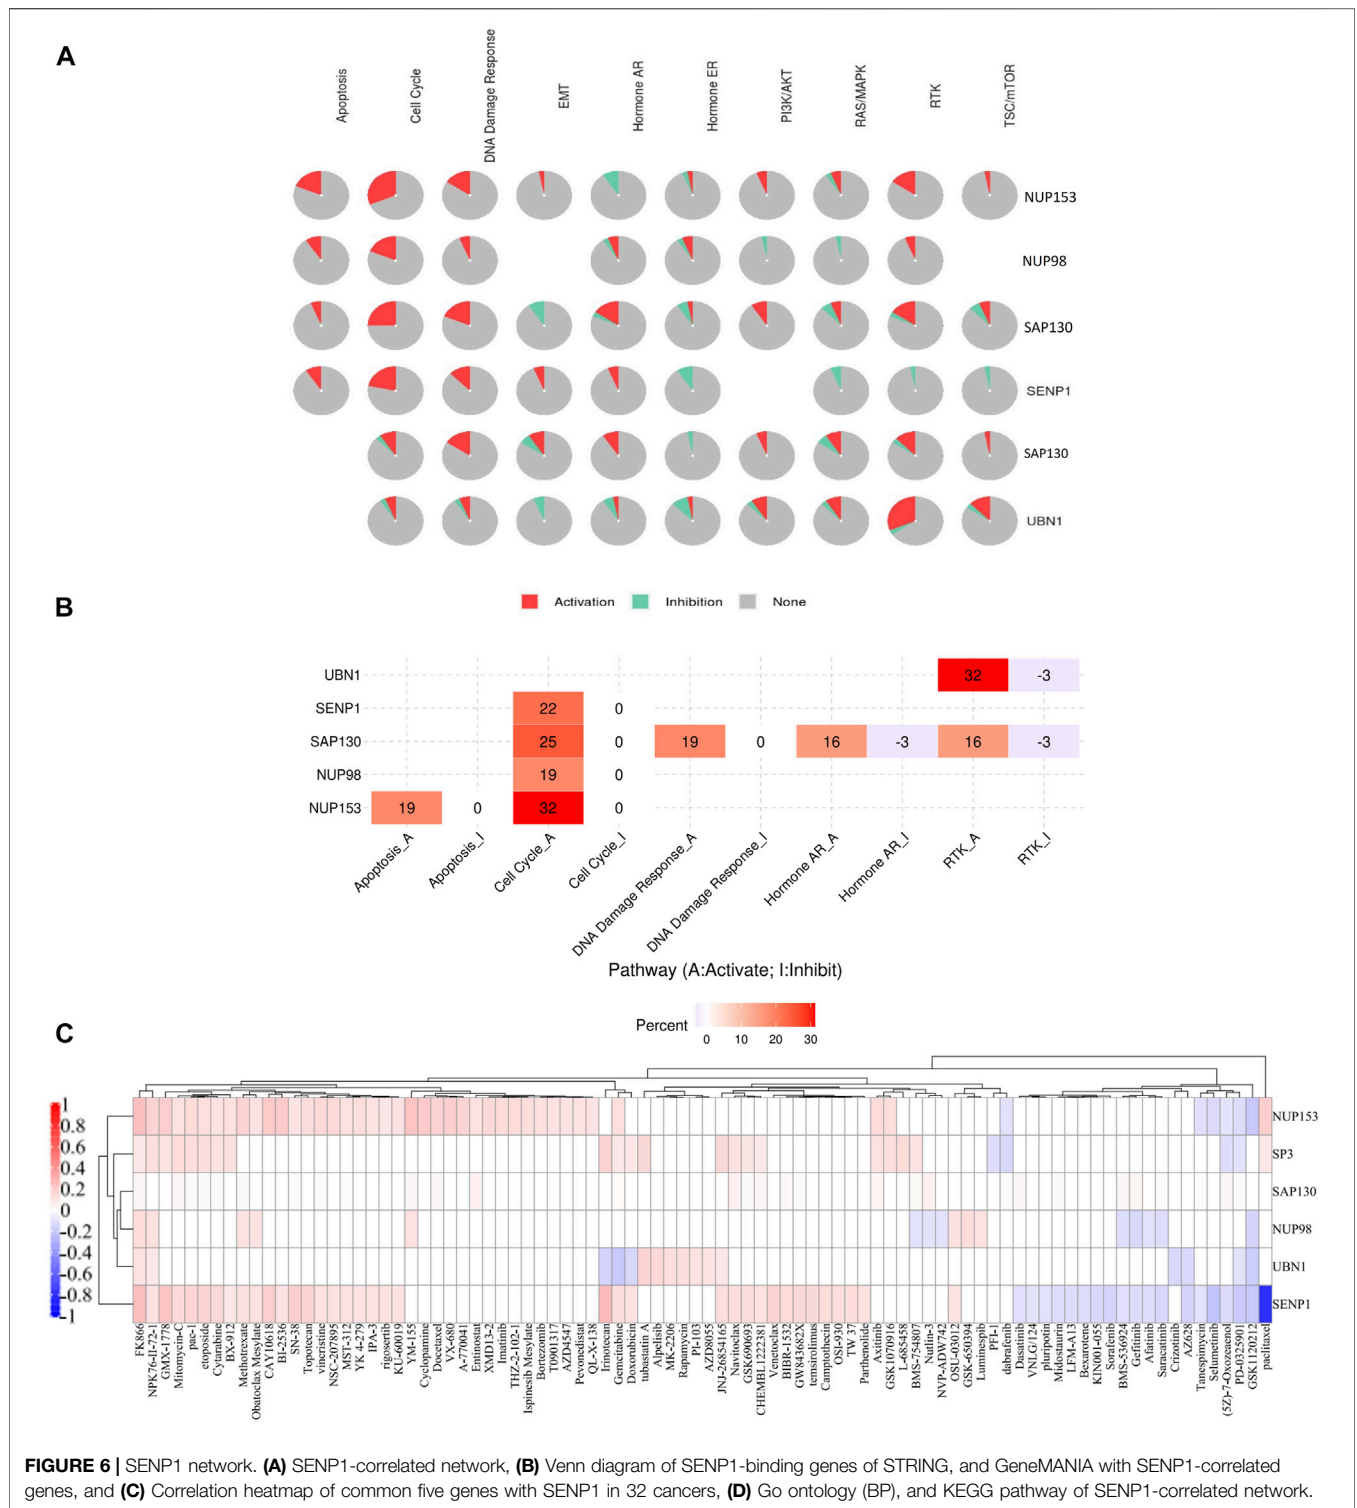 A
Apoptosis
Cell Cycle
DNA Damage Response
EMT
Hormone AR
Hormone ER
PI3K/AKT
RAS/MAPK
RTK
TSC/mTOR
NUP153
NUP98
SAP130
SENP1
SAP130
UBN1
Activation Inhibition None
B
UBN1 32 -3
SENP1 22 0
SAP130 25 0 19 0 16 -3 16 -3
NUP98 19 0
NUP153 19 0 32 0
Apoptosis_A
Apoptosis_I
Cell Cycle_A
Cell Cycle_I
DNA Damage Response_A
DNA Damage Response_I
Hormone AR_A
Hormone AR_I
RTK_A
RTK_I
Pathway (A:Activate; I:Inhibit)
Percent
0 10 20 30
C
1
0.8
0.6
0.4
0.2
0
-0.2
-0.4
-0.6
-0.8
-1
NUP153
SP3
SAP130
NUP98
UBN1
SENP1
FK866
NPK76-II-72-1
GMX-1778
Mitomycin-C
pac-1
etoposide
Cytarabine
BX-912
Methotrexate
Obatoclax Mesylate
CAY10618
BI-2536
SN-38
Topotecan
vincristine
NSC-207895
MST-312
YK 4-279
IPA-3
rigosertib
KU-60019
YM-155
Cyclopamine
Docetaxel
VX-680
A-770041
Entinostat
XMD13-2
Imatinib
THZ-2-102-1
Ispinesib Mesylate
Bortezomib
T0901317
AZD4547
Pevonedistat
QL-X-138
Irinotecan
Gemcitabine
Doxorubicin
tubastatin A
Alpelisib
MK-2206
Rapamycin
PI-103
AZD8055
JNJ-26854165
Navitoclax
GSK690693
CHEMBL1222381
Venetoclax
BIBR-1532
GW843682X
temsirolimus
Camptothecin
OSI-930
TW 37
Parthenolide
Axitinib
GSK1070916
L-685458
BMS-754807
Nutlin-3
NVP-ADW742
OSU-03012
GSK-650394
Luminespib
PFI-1
dabrafenib
Dasatinib
VNLG/124
pluripotin
Midostaurin
LFM-A13
Bexarotene
KIN001-055
Sorafenib
BMS-536924
Gefitinib
Afatinib
Saracatinib
Crizotinib
AZ628
Tanespimycin
Selumetinib
(5Z)-7-Oxozeaenol
PD-0325901
GSK1120212
paclitaxel
FIGURE 6 | SENP1 network. (A) SENP1-correlated network, (B) Venn diagram of SENP1-binding genes of STRING, and GeneMANIA with SENP1-correlated
genes, and (C) Correlation heatmap of common five genes with SENP1 in 32 cancers, (D) Go ontology (BP), and KEGG pathway of SENP1-correlated network.